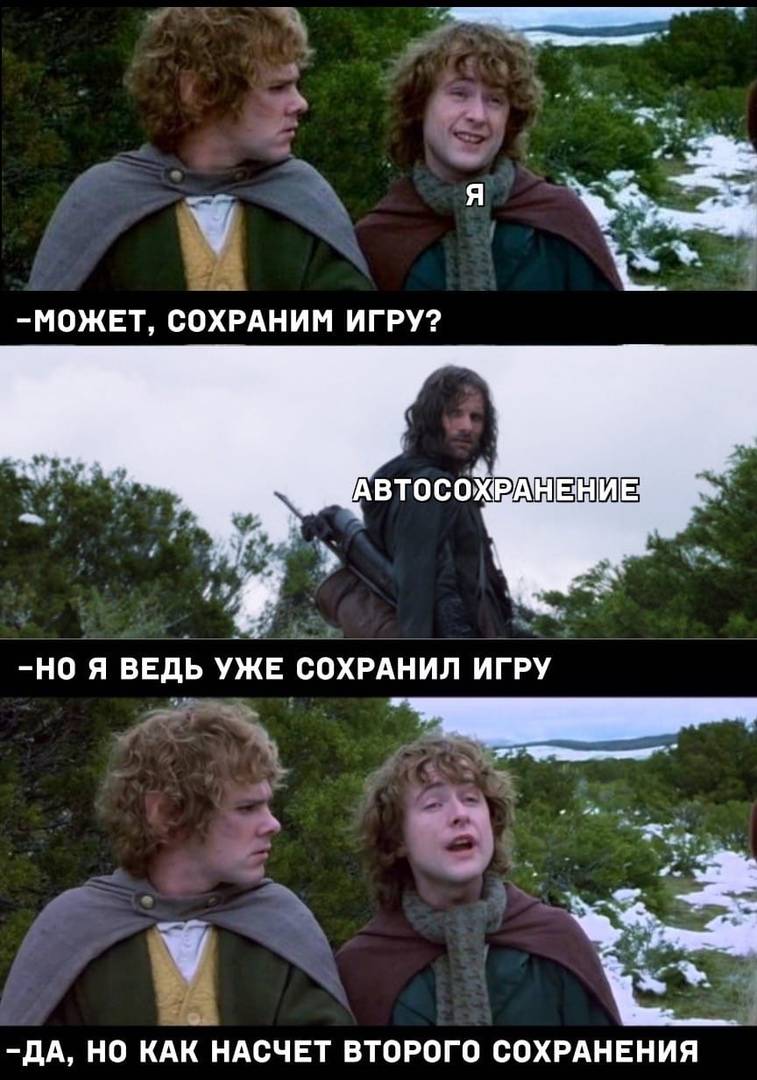 Я
-МОЖЕТ, СОХРАНИМ ИГРУ?
АВТОСОХРАНЕНИЕ
-НО Я ВЕДЬ УЖЕ СОХРАНИЛ ИГРУ
-ДА, НО КАК НАСЧЕТ ВТОРОГО СОХРАНЕНИЯ